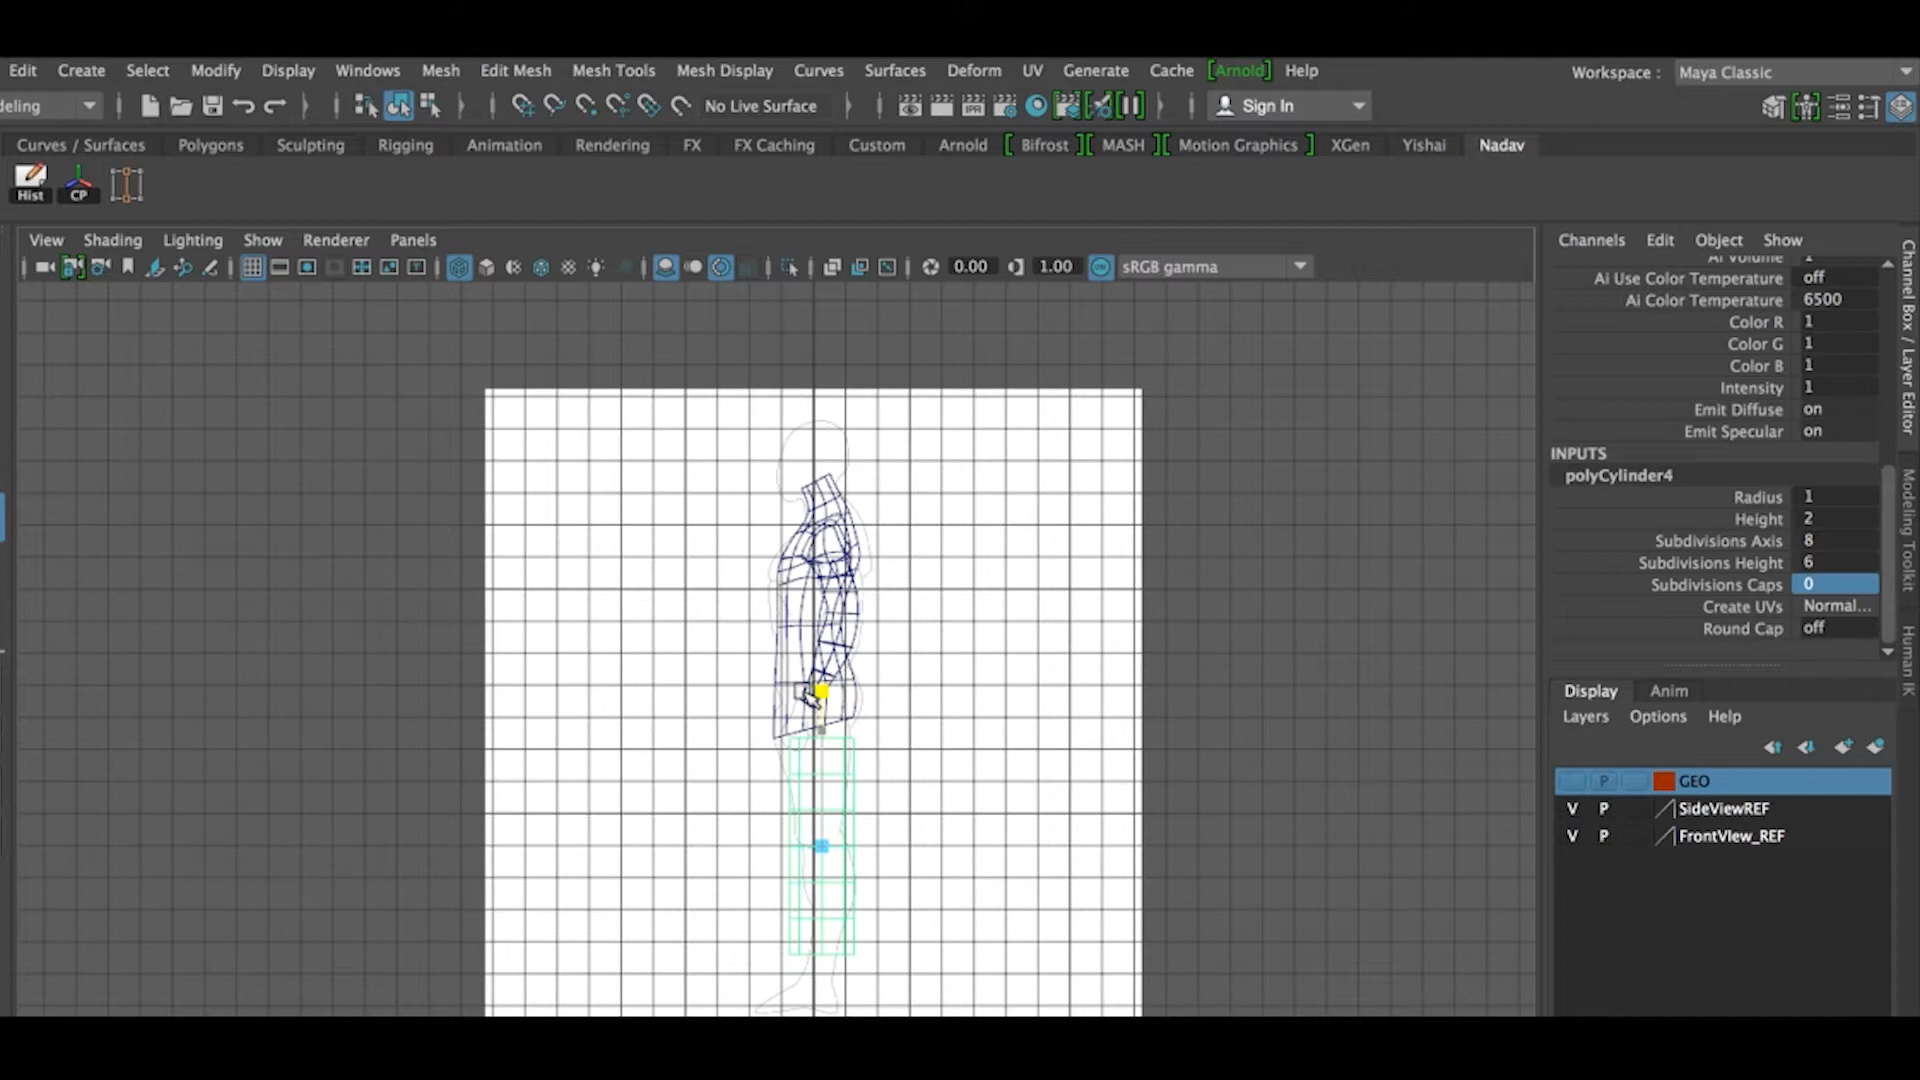 Edit Create Select Modify Display Windows Mesh Edit Mesh Mesh Tools Mesh Display Curves Surfaces Deform UV Generate Cache [Arnold] Help Workspace : Maya Classic
deling No Live Surface IPR Sign In
Curves / Surfaces Polygons Sculpting Rigging Animation Rendering FX FX Caching Custom Arnold [ Bifrost ] [ MASH ] [ Motion Graphics ] XGen Yishai Nadav
Hist CP
View Shading Lighting Show Renderer Panels
0.00 1.00 sRGB gamma
Channels Edit Object Show
Ai Volume 1
Ai Use Color Temperature off
Ai Color Temperature 6500
Color R 1
Color G 1
Color B 1
Intensity 1
Emit Diffuse on
Emit Specular on
INPUTS
polyCylinder4
Radius 1
Height 2
Subdivisions Axis 8
Subdivisions Height 6
Subdivisions Caps 0
Create UVs Normal...
Round Cap off
Display Anim
Layers Options Help
P GEO
V P SideViewREF
V P FrontVIew_REF
Channel Box / Layer Editor
Modeling Toolkit
Human IK